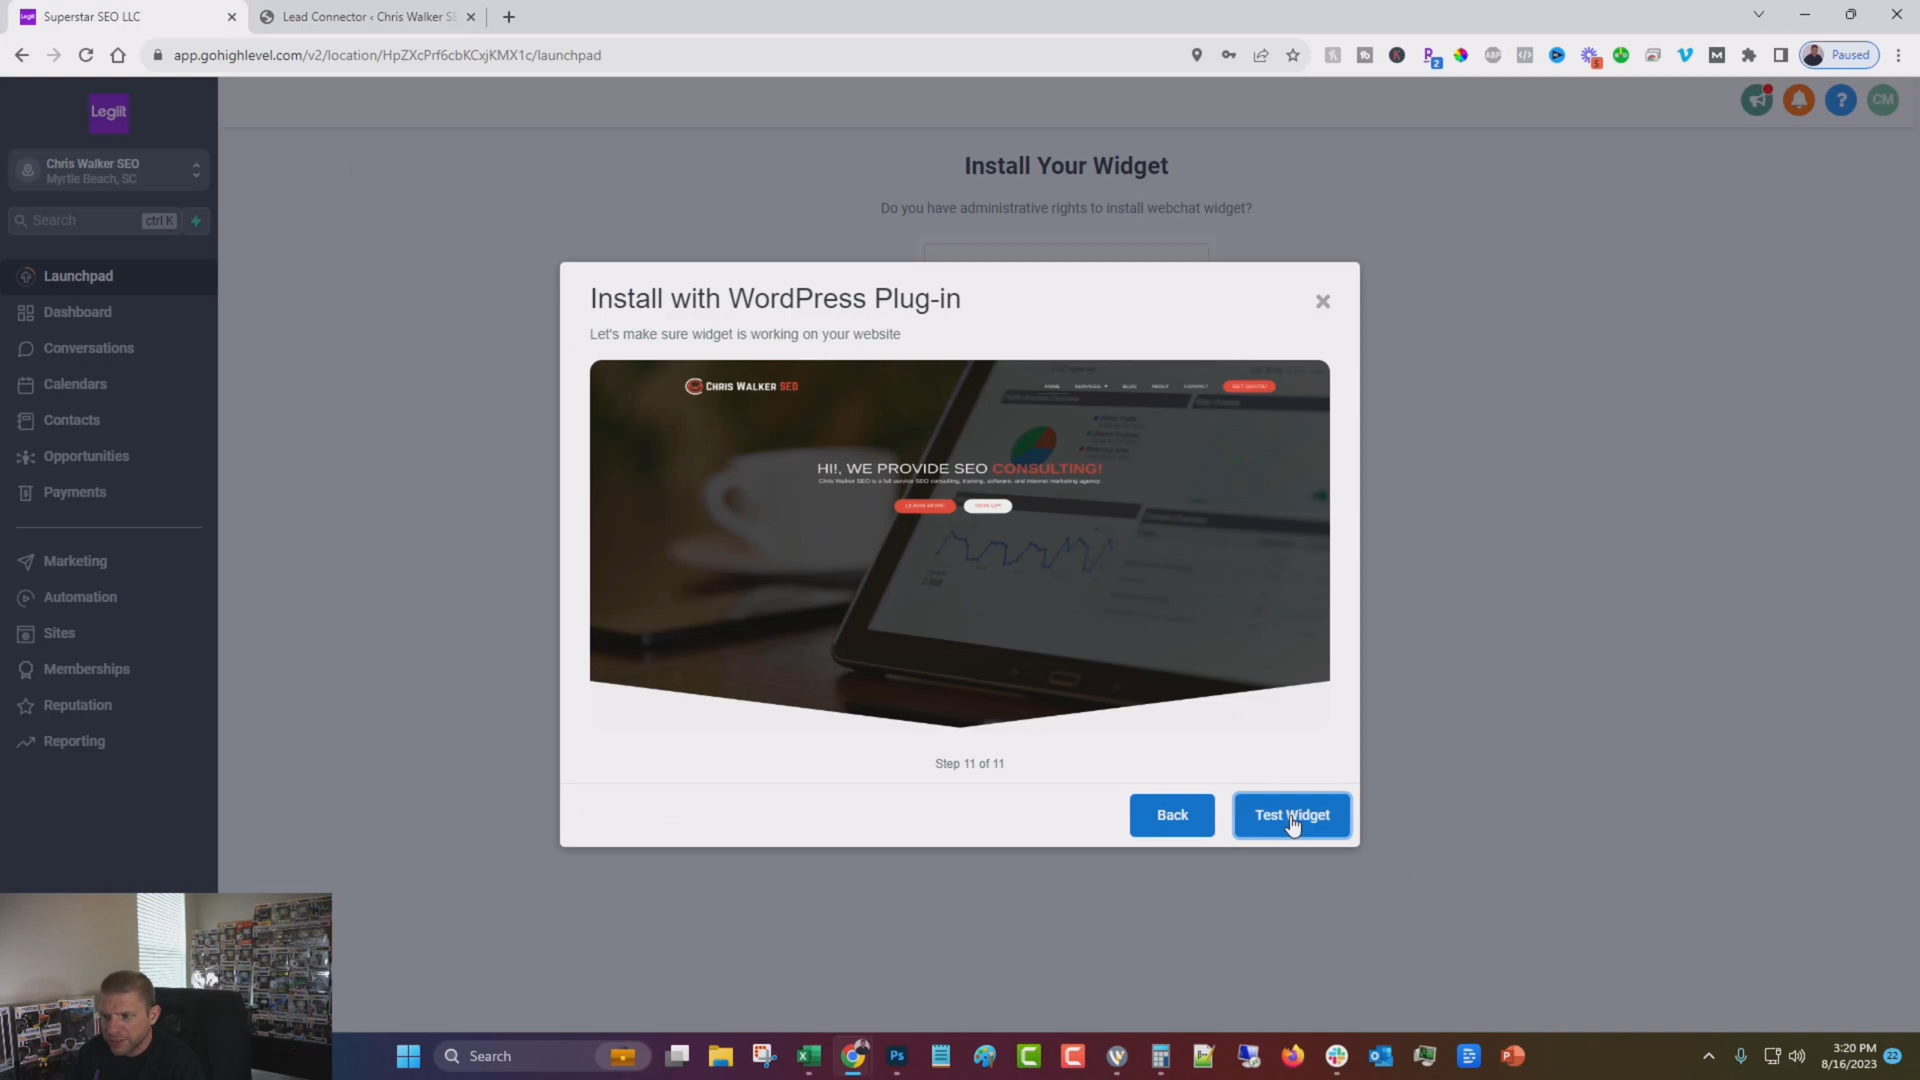 Superstar SEO LLC
Lead Connector ‹ Chris Walker SE
app.gohighlevel.com/v2/location/HpZXcPrf6cbKCxjKMX1c/launchpad
Paused
Legiit
CM
Chris Walker SEO
Myrtle Beach, SC
Search
ctrl K
Launchpad
Dashboard
Conversations
Calendars
Contacts
Opportunities
Payments
Marketing
Automation
Sites
Memberships
Reputation
Reporting
Install Your Widget
Do you have administrative rights to install webchat widget?
Install with WordPress Plug-in
Let's make sure widget is working on your website
CHRIS WALKER SEO
HOME SERVICES BLOG ABOUT CONTACT GET QUOTE!
HI!, WE PROVIDE SEO CONSULTING!
Chris Walker SEO is a full service SEO consulting, training, software, and internet marketing agency.
LEARN MORE! SIGN UP!
Step 11 of 11
Back
Test Widget
Search
3:20 PM
8/16/2023
22